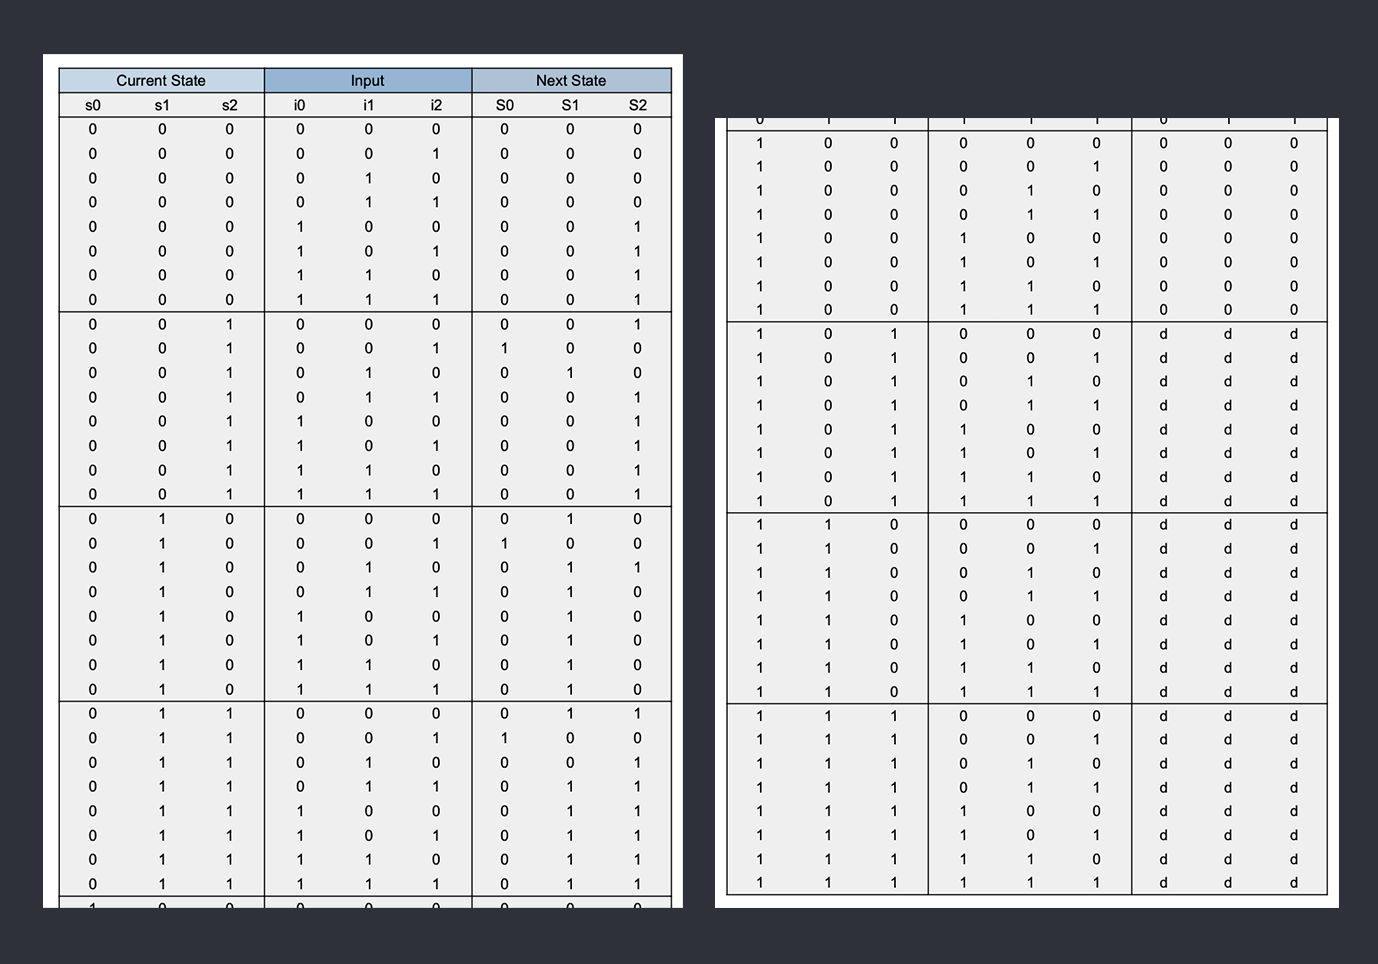 Current State Input Next State
s0 s1 s2 i0 i1 i2 S0 S1 S2
0 0 0 0 0 0 0 0 0
0 0 0 0 0 1 0 0 0
0 0 0 0 1 0 0 0 0
0 0 0 0 1 1 0 0 0
0 0 0 1 0 0 0 0 1
0 0 0 1 0 1 0 0 1
0 0 0 1 1 0 0 0 1
0 0 0 1 1 1 0 0 1
0 0 1 0 0 0 0 0 1
0 0 1 0 0 1 1 0 0
0 0 1 0 1 0 0 1 0
0 0 1 0 1 1 0 0 1
0 0 1 1 0 0 0 0 1
0 0 1 1 0 1 0 0 1
0 0 1 1 1 0 0 0 1
0 0 1 1 1 1 0 0 1
0 1 0 0 0 0 0 1 0
0 1 0 0 0 1 1 0 0
0 1 0 0 1 0 0 1 1
0 1 0 0 1 1 0 1 0
0 1 0 1 0 0 0 1 0
0 1 0 1 0 1 0 1 0
0 1 0 1 1 0 0 1 0
0 1 0 1 1 1 0 1 0
0 1 1 0 0 0 0 1 1
0 1 1 0 0 1 1 0 0
0 1 1 0 1 0 0 0 1
0 1 1 0 1 1 0 1 1
0 1 1 1 0 0 0 1 1
0 1 1 1 0 1 0 1 1
0 1 1 1 1 0 0 1 1
0 1 1 1 1 1 0 1 1
1 0 0 0 0 0 0 0 0
0 1 1 1 1 1 0 1 1
1 0 0 0 0 0 0 0 0
1 0 0 0 0 1 0 0 0
1 0 0 0 1 0 0 0 0
1 0 0 0 1 1 0 0 0
1 0 0 1 0 0 0 0 0
1 0 0 1 0 1 0 0 0
1 0 0 1 1 0 0 0 0
1 0 0 1 1 1 0 0 0
1 0 1 0 0 0 d d d
1 0 1 0 0 1 d d d
1 0 1 0 1 0 d d d
1 0 1 0 1 1 d d d
1 0 1 1 0 0 d d d
1 0 1 1 0 1 d d d
1 0 1 1 1 0 d d d
1 0 1 1 1 1 d d d
1 1 0 0 0 0 d d d
1 1 0 0 0 1 d d d
1 1 0 0 1 0 d d d
1 1 0 0 1 1 d d d
1 1 0 1 0 0 d d d
1 1 0 1 0 1 d d d
1 1 0 1 1 0 d d d
1 1 0 1 1 1 d d d
1 1 1 0 0 0 d d d
1 1 1 0 0 1 d d d
1 1 1 0 1 0 d d d
1 1 1 0 1 1 d d d
1 1 1 1 0 0 d d d
1 1 1 1 0 1 d d d
1 1 1 1 1 0 d d d
1 1 1 1 1 1 d d d